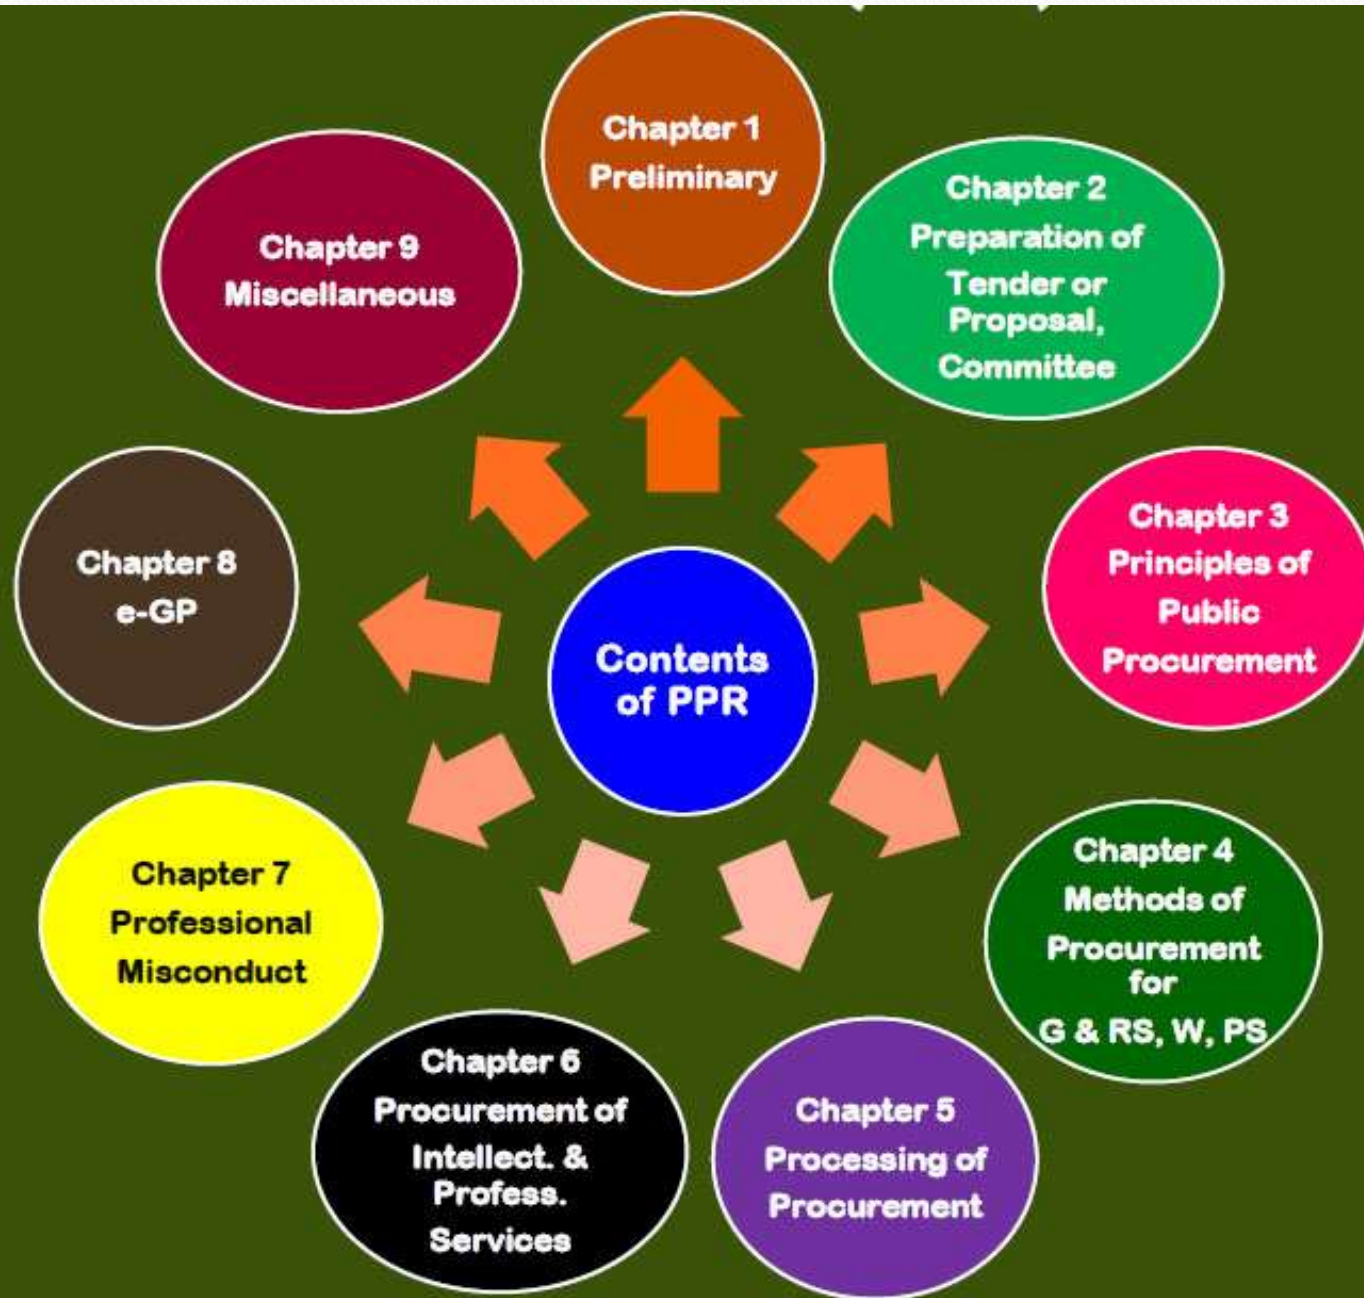 Chapter 1
Preliminary
Chapter 2
Preparation of
Tender or
Proposal,
Committee
Chapter 3
Principles of
Public
Procurement
Chapter 4
Methods of
Procurement
for
G & RS, W, PS
Chapter 5
Processing of
Procurement
Chapter 6
Procurement of
Intellect. &
Profess.
Services
Chapter 7
Professional
Misconduct
Chapter 8
e-GP
Chapter 9
Miscellaneous
Contents
of PPR